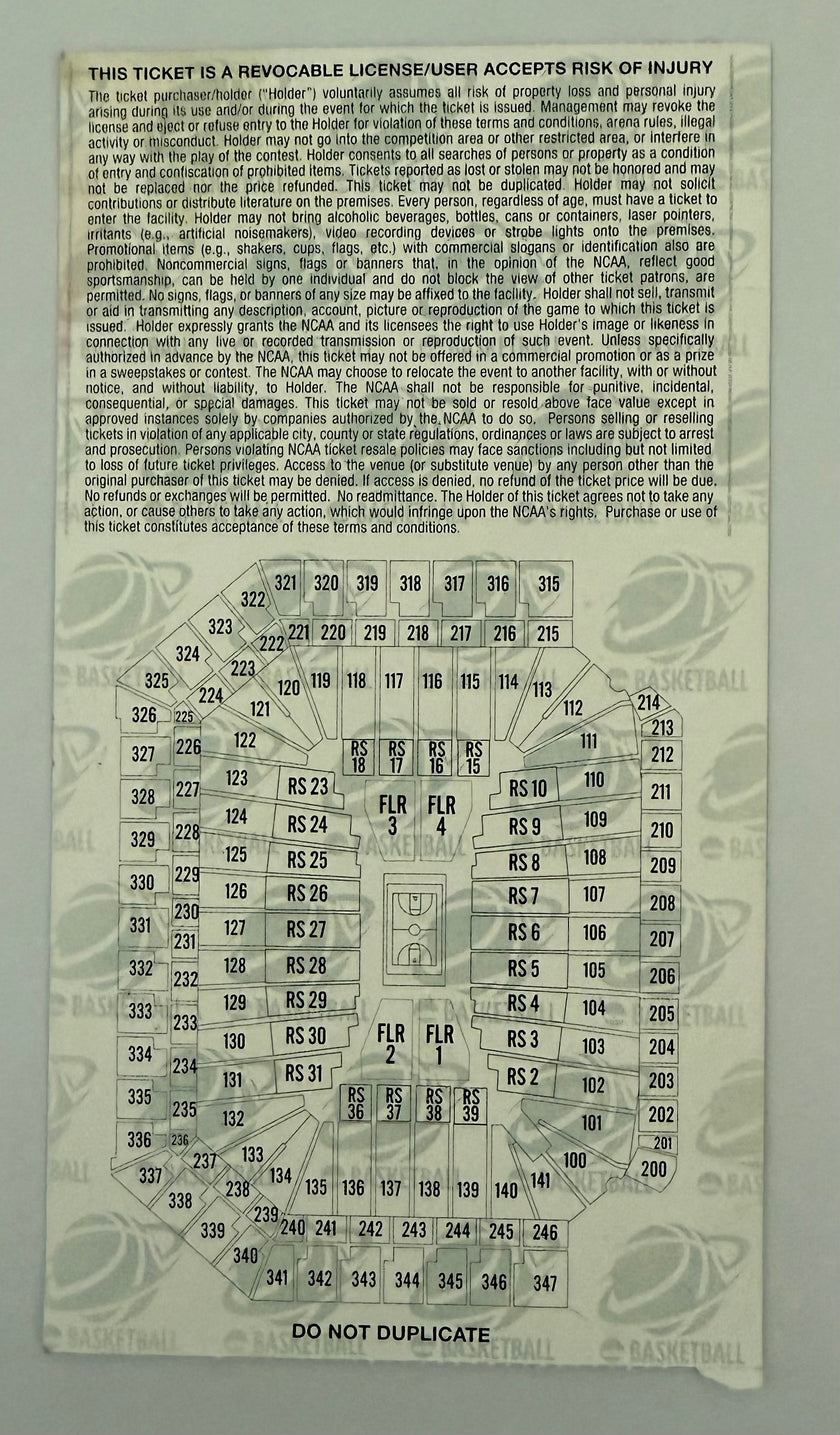 THIS TICKET IS A REVOCABLE LICENSE/USER ACCEPTS RISK OF INJURY
The ticket purchaser/holder ("Holder") voluntarily assumes all risk of property loss and personal injury
arising during its use and/or during the event for which the ticket is issued. Management may revoke the
license and eject or refuse entry to the Holder for violation of these terms and conditions, arena rules, illegal
activity or misconduct. Holder may not go into the competition area or other restricted area, or interfere in
any way with the play of the contest. Holder consents to all searches of persons or property as a condition
of entry and confiscation of prohibited items. Tickets reported as lost or stolen may not be honored and may
not be replaced nor the price refunded. This ticket may not be duplicated. Holder may not solicit
contributions or distribute literature on the premises. Every person, regardless of age, must have a ticket to
enter the facility. Holder may not bring alcoholic beverages, bottles, cans or containers, laser pointers,
irritants (e.g., artificial noisemakers), video recording devices or strobe lights onto the premises.
Promotional items (e.g., shakers, cups, flags, etc.) with commercial slogans or identification also are
prohibited. Noncommercial signs, flags or banners that, in the opinion of the NCAA, reflect good
sportsmanship, can be held by one individual and do not block the view of other ticket patrons, are
permitted. No signs, flags, or banners of any size may be affixed to the facility. Holder shall not sell, transmit
or aid in transmitting any description, account, picture or reproduction of the game to which this ticket is
issued. Holder expressly grants the NCAA and its licensees the right to use Holder's image or likeness in
connection with any live or recorded transmission or reproduction of such event. Unless specifically
authorized in advance by the NCAA, this ticket may not be offered in a commercial promotion or as a prize
in a sweepstakes or contest. The NCAA may choose to relocate the event to another facility, with or without
notice, and without liability, to Holder. The NCAA shall not be responsible for punitive, incidental,
consequential, or special damages. This ticket may not be sold or resold above face value except in
approved instances solely by companies authorized by the NCAA to do so. Persons selling or reselling
tickets in violation of any applicable city, county or state regulations, ordinances or laws are subject to arrest
and prosecution. Persons violating NCAA ticket resale policies may face sanctions including but not limited
to loss of future ticket privileges. Access to the venue (or substitute venue) by any person other than the
original purchaser of this ticket may be denied. If access is denied, no refund of the ticket price will be due.
No refunds or exchanges will be permitted. No readmittance. The Holder of this ticket agrees not to take any
action, or cause others to take any action, which would infringe upon the NCAA's rights. Purchase or use of
this ticket constitutes acceptance of these terms and conditions.
321 320 319 318 317 316 315
322
323
324
325
326
221 220 219 218 217 216 215
222
223
224
225
120 119 118 117 116 115 114 113
121
112
214
213
122
111
RS 18 RS 17 RS 16 RS 15
327 226 212
123 RS 23 RS 10 110
FLR 3 FLR 4
328 227 211
124 RS 24 RS 9 109
329 228 210
125 RS 25 RS 8 108
330 229 209
126 RS 26 RS 7 107
230 208
331 127 RS 27 RS 6 106 207
231
332 232 128 RS 28 RS 5 105 206
333 233 129 RS 29 RS 4 104 205
FLR 2 FLR 1
334 234 130 RS 30 RS 3 103 204
131 RS 31 RS 2 102 203
335 235
RS 36 RS 37 RS 38 RS 39
132 101 202
336 236 201
337 237 133 100 200
338 238 134 135 136 137 138 139 140 141
339 239
240 241 242 243 244 245 246
340
341 342 343 344 345 346 347
DO NOT DUPLICATE
BASKETBALL
BASKETBALL
BASKETBALL
BASKETBALL